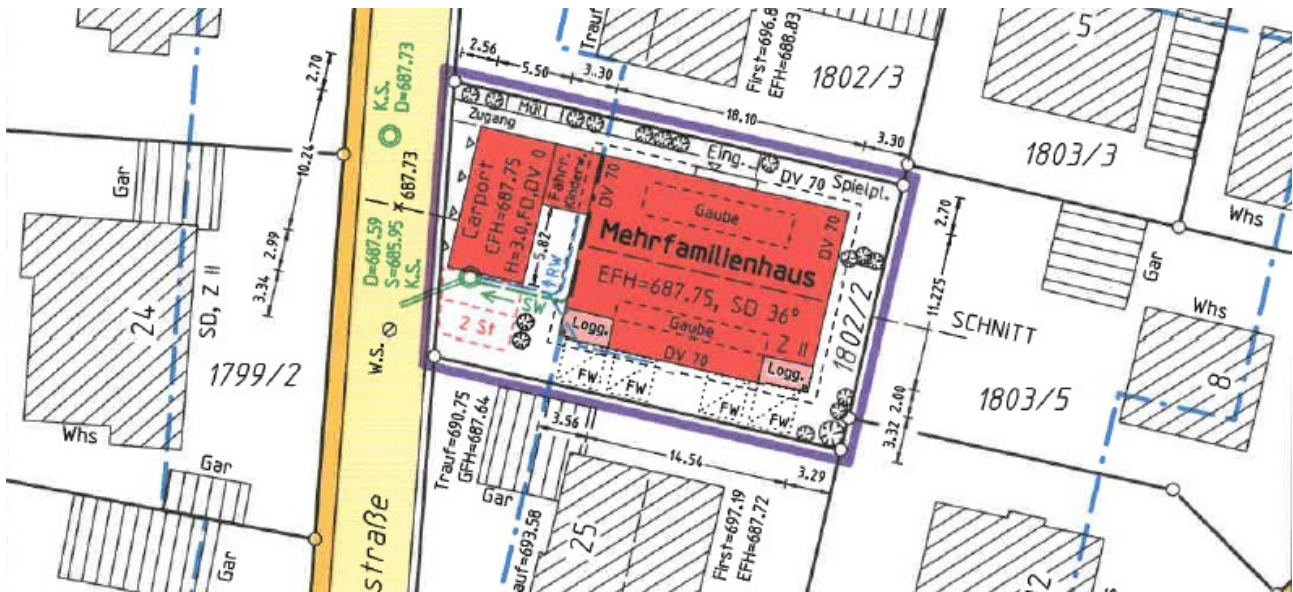 2.56
5.50
3.30
18.10
3.30
2.70
10.24
2.99
3.34
K.S.
D=687.73
687.73
D=687.59
S=685.95
K.S.
W.S.
straße
Gar
24
SD, Z II
1799/2
Whs
Gar
Gar
Gar
Trauf
First=696.8
EFH=688.83
1802/3
5
1803/3
Whs
Zugang
Müll
Eing.
DV 70
Spielpl.
Carport
EFH=687.75
H=3.0,FD,DV 0
Fahrr.
Kinderw.
DV 70
Gaube
DV 70
Mehrfamilienhaus
EFH=687.75, SD 36°
5.82
RW
SW
2 St
Logg.
Gaube
DV 70
Z II
Logg.
FW
FW
FW
FW
1802/2
2.70
11.225
2.00
3.32
SCHNITT
Gar
Whs
8
1803/5
3.56
14.54
3.29
Trauf=690.75
GFH=687.64
Gar
auf=693.58
25
First=697.19
EFH=687.72